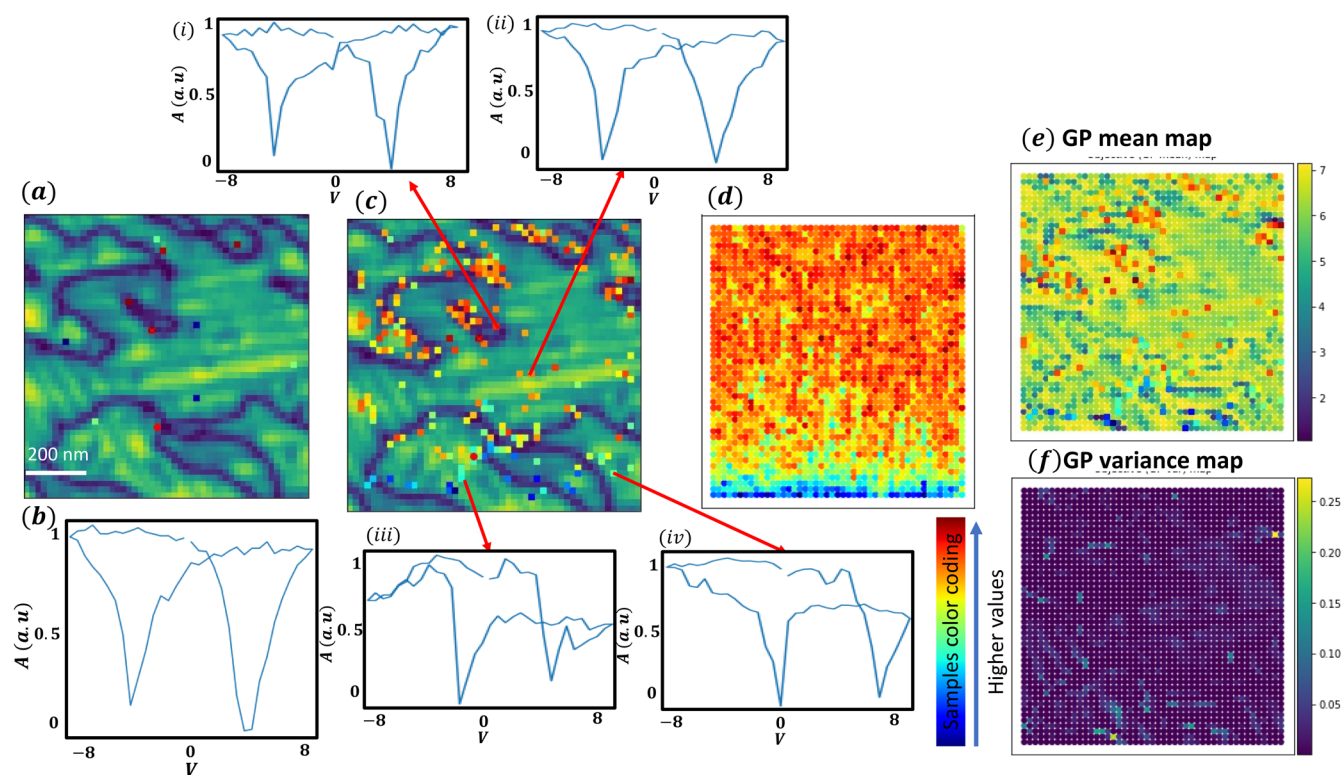 (i)
1
A (a.u)
0.5
0
−8
0
8
V
(ii)
1
A (a.u)
0.5
0
−8
0
8
V
(a)
200 nm
(c)
(d)
(e) GP mean map
7
6
5
4
3
2
(b)
1
A (a.u)
0.5
0
−8
0
8
V
(iii)
1
A (a.u)
0.5
0
−8
0
8
V
(iv)
1
A (a.u)
0.5
0
−8
0
8
V
Samples color coding
Higher values
(f) GP variance map
0.25
0.20
0.15
0.10
0.05